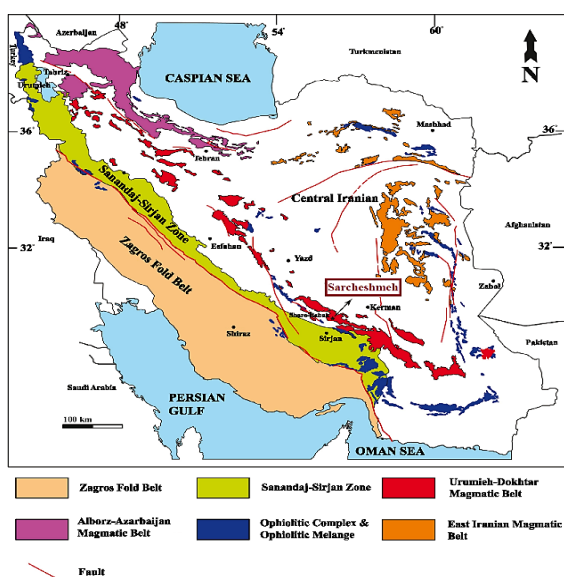 48°
54
60
Azerbaijan
Turkey
Tabriz
Urumieh
CASPIAN SEA
Turkmenistan
N
36
Mashhad
36°
Tehran
Sanandaj-Sirjan Zone
Central Iranian
Iraq
Zagros Fold Belt
Esfahan
Yazd
Afghanistan
32
32°
Sarcheshmeh
Zabol
Kerman
Shiraz
Sirjan
Pakistan
Saudi Arabia
PERSIAN
GULF
100 km
OMAN SEA
Zagros Fold Belt
Sanandaj-Sirjan Zone
Urumieh-Dokhtar
Magmatic Belt
Alborz-Azarbaijan
Magmatic Belt
Ophiolitic Complex &
Ophiolitic Melange
East Iranian Magmatic
Belt
Fault